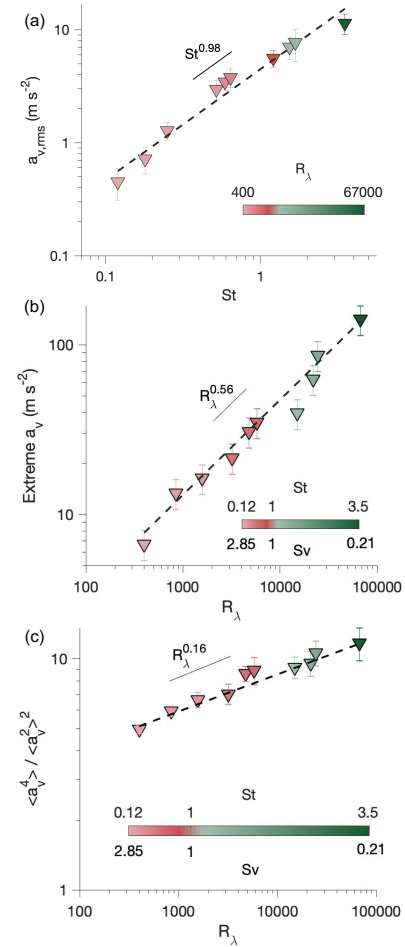 (a)
10
1
0.1
a_v,rms (m s⁻²)
St^0.98
R_λ
400 67000
0.1 1
St
(b)
100
10
Extreme a_v (m s⁻²)
R_λ^0.56
St
0.12 1 3.5
2.85 1 0.21
Sv
100 1000 10000 100000
R_λ
(c)
10
1
<a_v^4> / <a_v^2>^2
R_λ^0.16
St
0.12 1 3.5
2.85 1 0.21
Sv
100 1000 10000 100000
R_λ